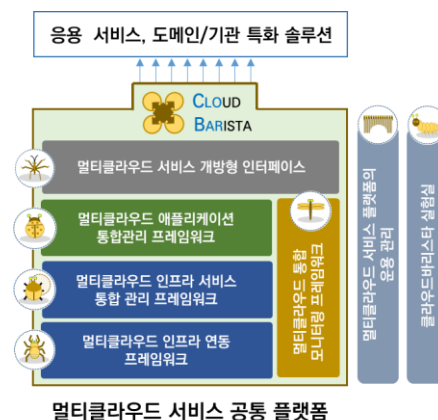 응용 서비스, 도메인/기관 특화 솔루션
CLOUD
BARISTA
멀티클라우드 서비스 개방형 인터페이스
멀티클라우드 애플리케이션
통합관리 프레임워크
멀티클라우드 인프라 서비스
통합 관리 프레임워크
멀티클라우드 인프라 연동
프레임워크
멀티클라우드 통합
모니터링 프레임워크
멀티클라우드 서비스 플랫폼의
운용 관리
클라우드바리스타 실험실
멀티클라우드 서비스 공통 플랫폼